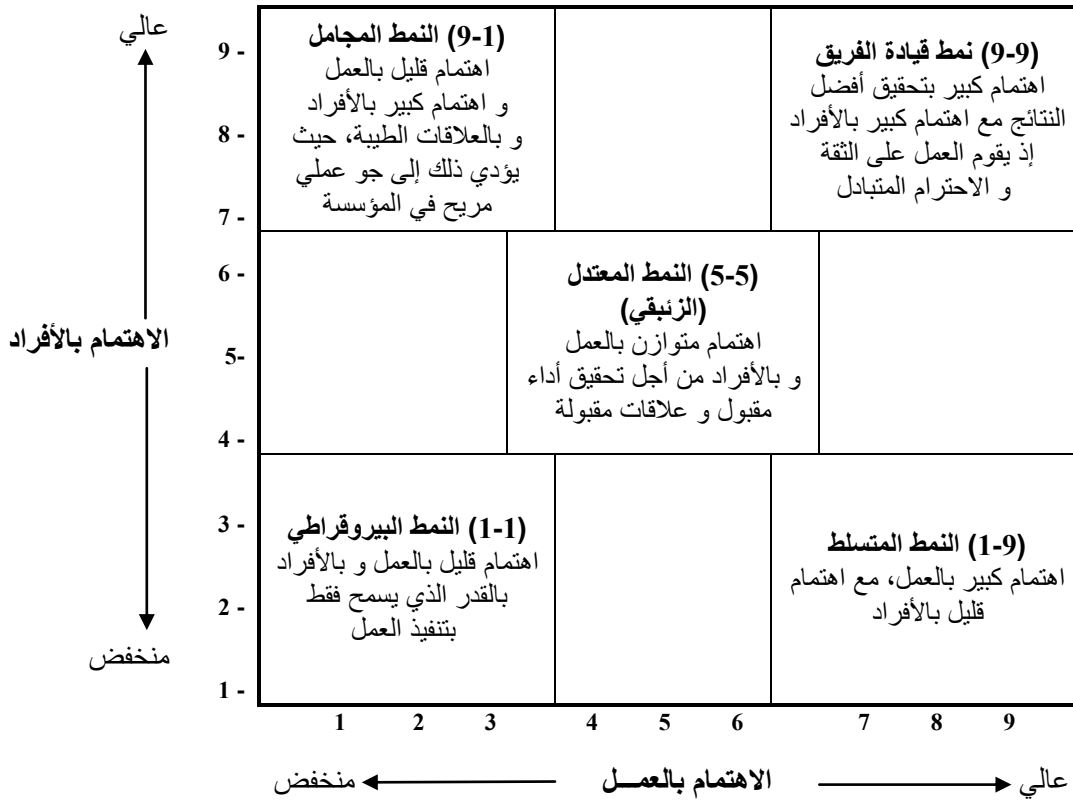 عالي
9 -
8 -
7 -
6 -
5-
4 -
3 -
2 -
1 -
الاهتمام بالأفراد
منخفض
(9-9) نمط قيادة الفريق
اهتمام كبير بتحقيق أفضل
النتائج مع اهتمام كبير بالأفراد
إذ يقوم العمل على الثقة
و الاحترام المتبادل
(9-1) النمط المجامل
اهتمام قليل بالعمل
و اهتمام كبير بالأفراد
و بالعلاقات الطيبة، حيث
يؤدي ذلك إلى جو عملي
مريح في المؤسسة
(5-5) النمط المعتدل
(الزئبقي)
اهتمام متوازن بالعمل
و بالأفراد من أجل تحقيق أداء
مقبول و علاقات مقبولة
(1-9) النمط المتسلط
اهتمام كبير بالعمل، مع اهتمام
قليل بالأفراد
(1-1) النمط البيروقراطي
اهتمام قليل بالعمل و بالأفراد
بالقدر الذي يسمح فقط
بتنفيذ العمل
1 2 3 4 5 6 7 8 9
عالي
الاهتمام بالعمــل
منخفض